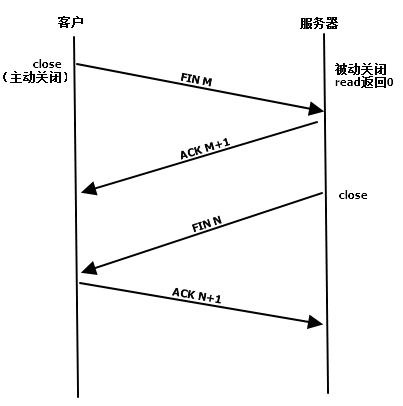 客户
服务器
close
（主动关闭）
FIN M
被动关闭
read返回0
ACK M+1
close
FIN N
ACK N+1